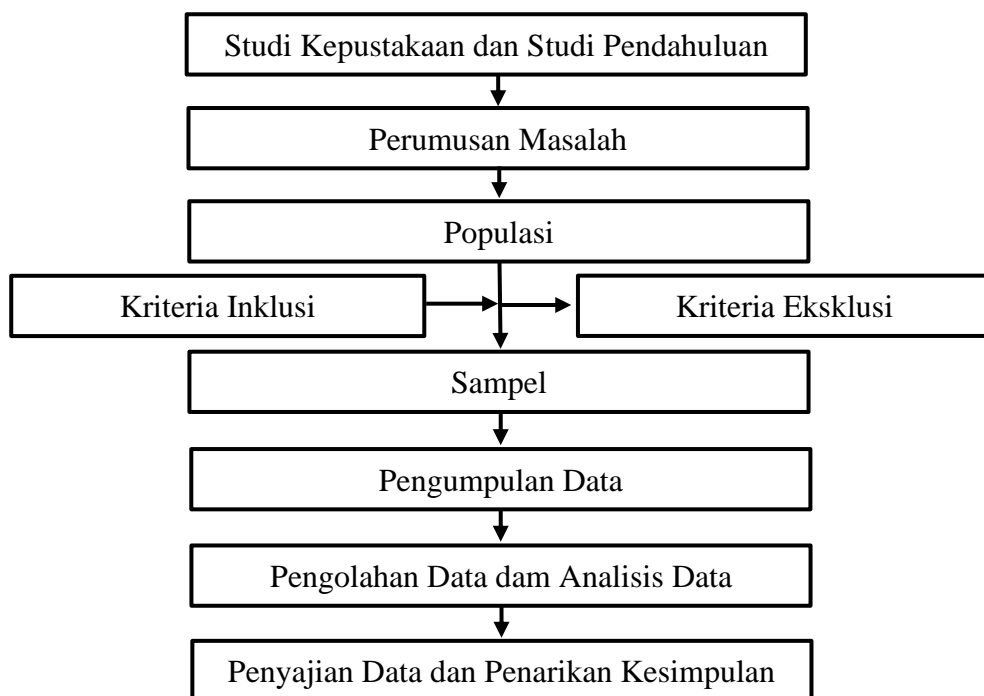 Studi Kepustakaan dan Studi Pendahuluan
Perumusan Masalah
Populasi
Kriteria Inklusi
Kriteria Eksklusi
Sampel
Pengumpulan Data
Pengolahan Data dam Analisis Data
Penyajian Data dan Penarikan Kesimpulan